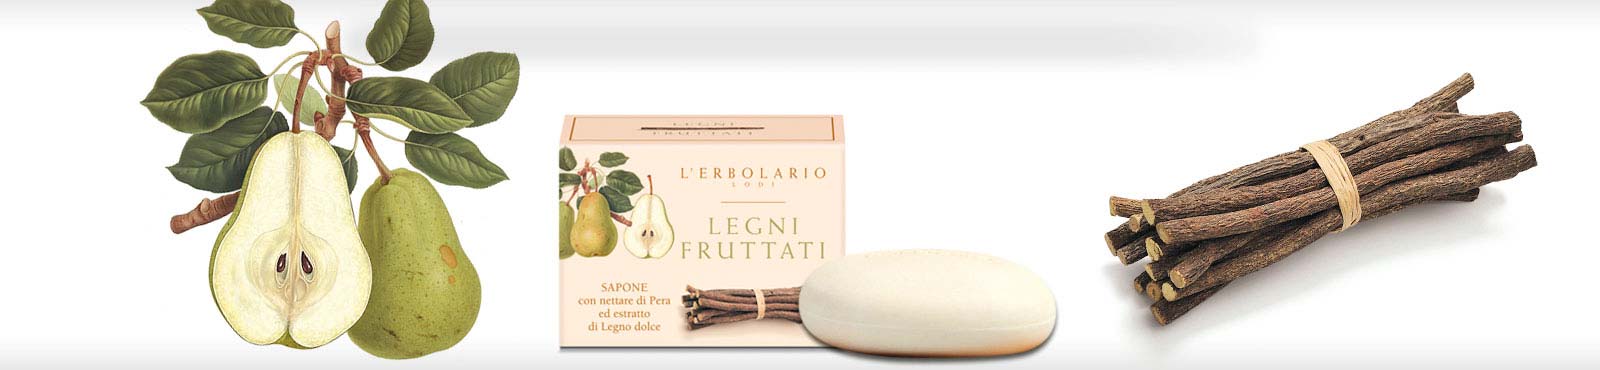 LEGNI
FRUTTATI
L'ERBOLARIO
LODI
LEGNI
FRUTTATI
SAPONE
con nettare di Pera
ed estratto
di Legno dolce